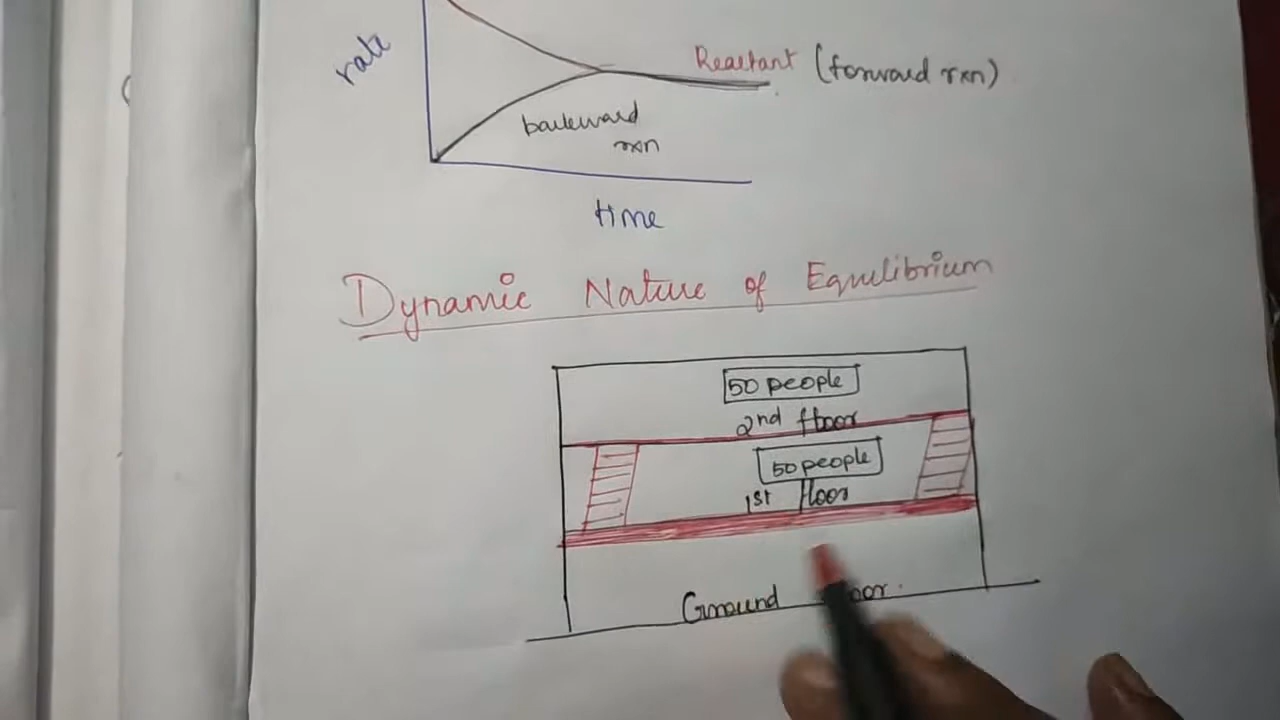 rate
Reactant (forward rxn)
backward
rxn
time
Dynamic Nature of Equilibrium
50 people
2nd floor
50 people
1st floor
Ground